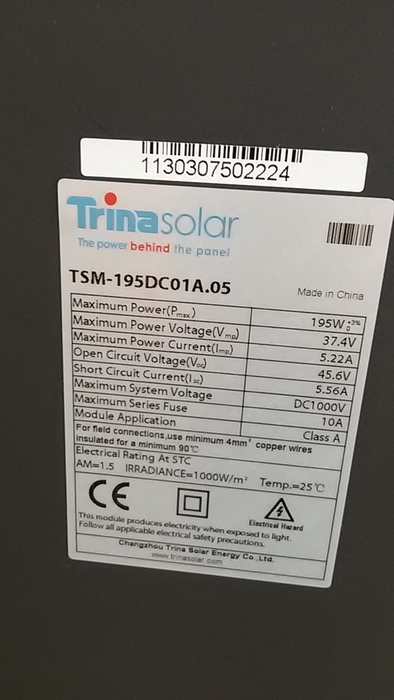 1130307502224
Trinasolar
The power behind the panel
TSM-195DC01A.05
Made in China
Maximum Power(Pmax) 195W +3% 0
Maximum Power Voltage(Vmp) 37.4V
Maximum Power Current(Imp) 5.22A
Open Circuit Voltage(Voc) 45.6V
Short Circuit Current(Isc) 5.56A
Maximum System Voltage DC1000V
Maximum Series Fuse 10A
Module Application Class A
For field connections,use minimum 4mm² copper wires
insulated for a minimum 90℃
Electrical Rating At STC
AM=1.5 IRRADIANCE=1000W/m² Temp.=25℃
CE
Electrical Hazard
This module produces electricity when exposed to light.
Follow all applicable electrical safety precautions.
Changzhou Trina Solar Energy Co.,Ltd.
www.trinasolar.com